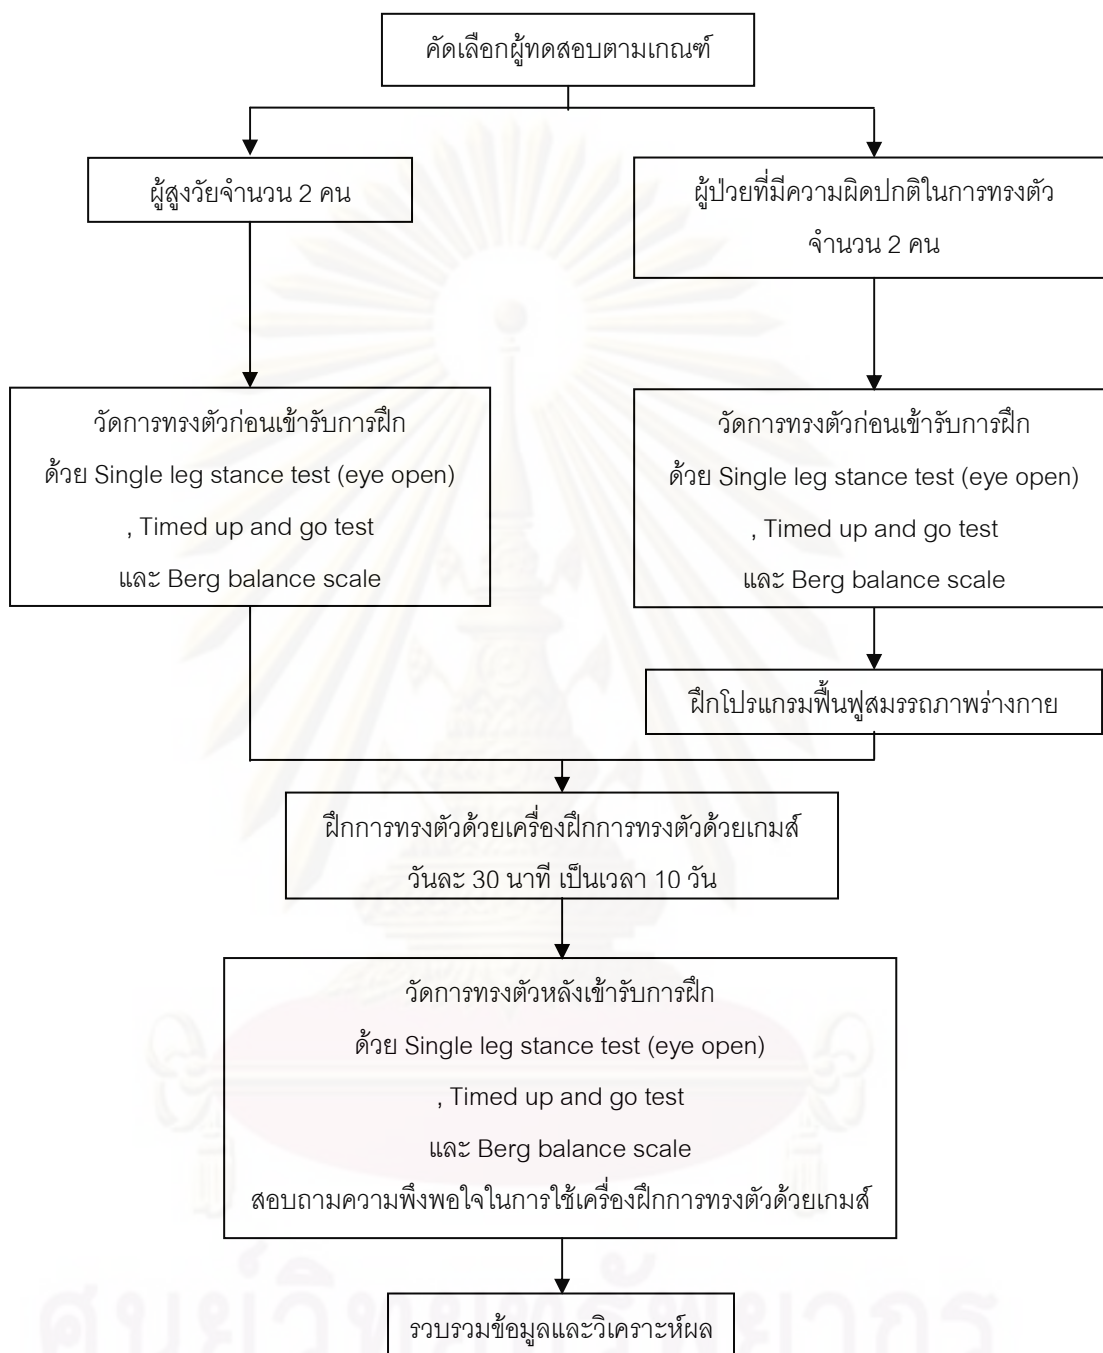 คัดเลือกผู้ทดสอบตามเกณฑ์
ผู้สูงวัยจำนวน 2 คน
ผู้ป่วยที่มีความผิดปกติในการทรงตัว
จำนวน 2 คน
วัดการทรงตัวก่อนเข้ารับการฝึก
ด้วย Single leg stance test (eye open)
, Timed up and go test
และ Berg balance scale
วัดการทรงตัวก่อนเข้ารับการฝึก
ด้วย Single leg stance test (eye open)
, Timed up and go test
และ Berg balance scale
ฝึกโปรแกรมฟื้นฟูสมรรถภาพร่างกาย
ฝึกการทรงตัวด้วยเครื่องฝึกการทรงตัวด้วยเกมส์
วันละ 30 นาที เป็นเวลา 10 วัน
วัดการทรงตัวหลังเข้ารับการฝึก
ด้วย Single leg stance test (eye open)
, Timed up and go test
และ Berg balance scale
สอบถามความพึงพอใจในการใช้เครื่องฝึกการทรงตัวด้วยเกมส์
ศูนย์วิทยทรัพยากร
รวบรวมข้อมูลและวิเคราะห์ผล